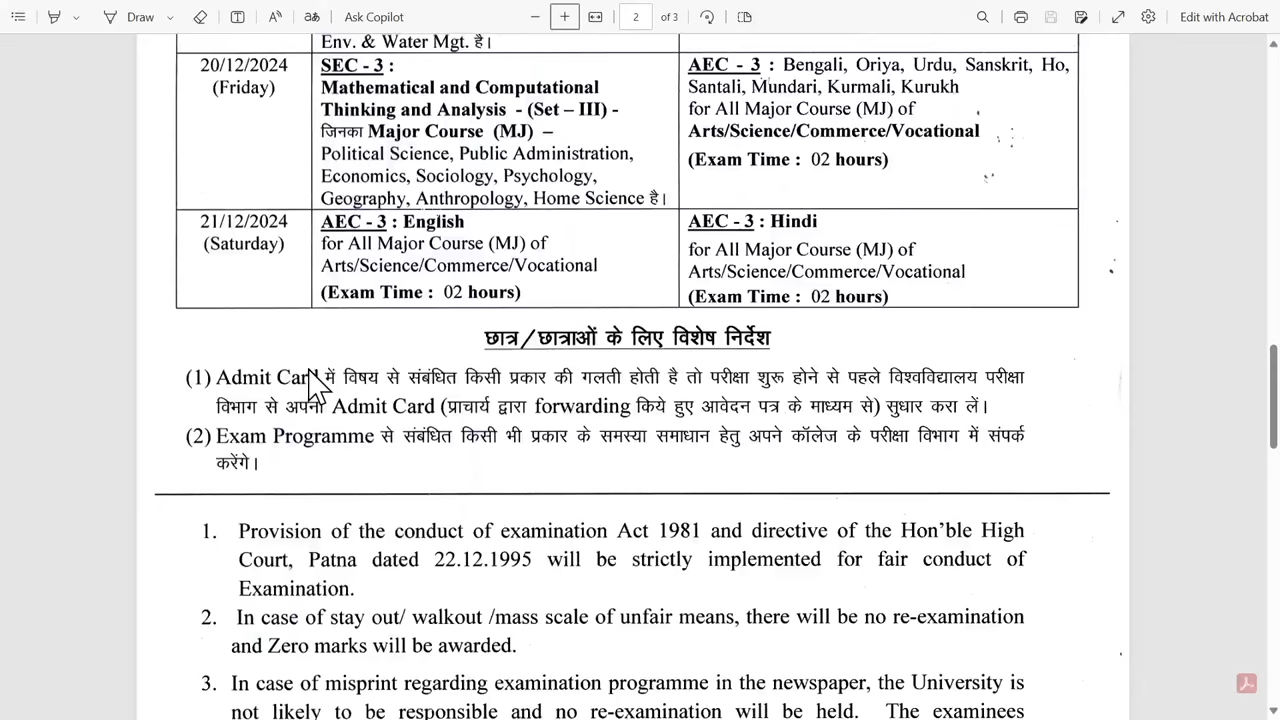 Draw
Ask Copilot
2 of 3
Edit with Acrobat
Env. & Water Mgt. है।
20/12/2024
(Friday)
SEC - 3 :
Mathematical and Computational
Thinking and Analysis - (Set – III) -
जिनका Major Course (MJ) –
Political Science, Public Administration,
Economics, Sociology, Psychology,
Geography, Anthropology, Home Science है।
AEC - 3 : Bengali, Oriya, Urdu, Sanskrit, Ho,
Santali, Mundari, Kurmali, Kurukh
for All Major Course (MJ) of
Arts/Science/Commerce/Vocational
(Exam Time : 02 hours)
21/12/2024
(Saturday)
AEC - 3 : English
for All Major Course (MJ) of
Arts/Science/Commerce/Vocational
(Exam Time : 02 hours)
AEC - 3 : Hindi
for All Major Course (MJ) of
Arts/Science/Commerce/Vocational
(Exam Time : 02 hours)
छात्र/छात्राओं के लिए विशेष निर्देश
(1) Admit Card में विषय से संबंधित किसी प्रकार की गलती होती है तो परीक्षा शुरू होने से पहले विश्वविद्यालय परीक्षा
विभाग से अपना Admit Card (प्राचार्य द्वारा forwarding किये हुए आवेदन पत्र के माध्यम से) सुधार करा लें।
(2) Exam Programme से संबंधित किसी भी प्रकार के समस्या समाधान हेतु अपने कॉलेज के परीक्षा विभाग में संपर्क
करेंगे।
1. Provision of the conduct of examination Act 1981 and directive of the Hon'ble High
Court, Patna dated 22.12.1995 will be strictly implemented for fair conduct of
Examination.
2. In case of stay out/ walkout /mass scale of unfair means, there will be no re-examination
and Zero marks will be awarded.
3. In case of misprint regarding examination programme in the newspaper, the University is
not likely to be responsible and no re-examination will be held. The examinees